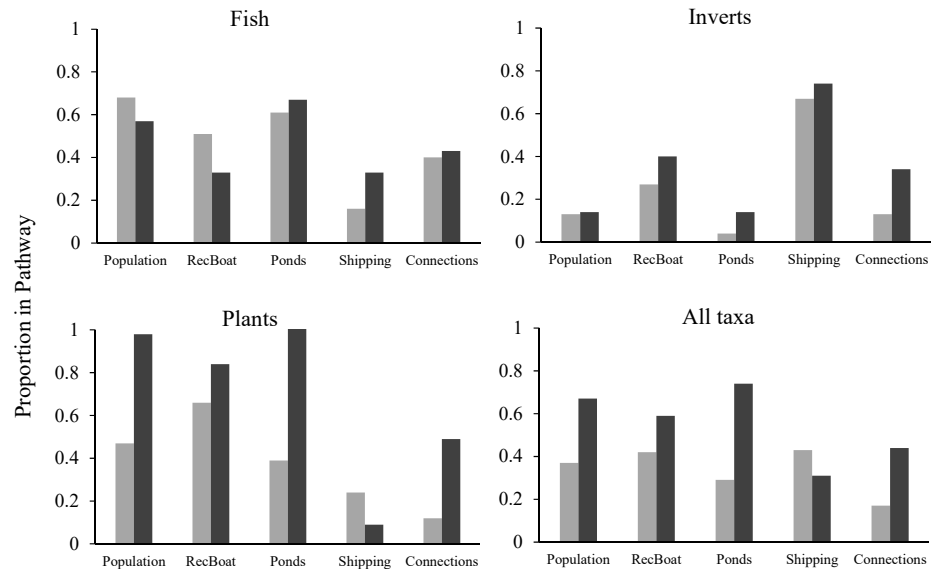 Fish
1
0.8
0.6
0.4
0.2
0
Population RecBoat Ponds Shipping Connections
Inverts
1
0.8
0.6
0.4
0.2
0
Population RecBoat Ponds Shipping Connections
Proportion in Pathway
Plants
1
0.8
0.6
0.4
0.2
0
Population RecBoat Ponds Shipping Connections
All taxa
1
0.8
0.6
0.4
0.2
0
Population RecBoat Ponds Shipping Connections